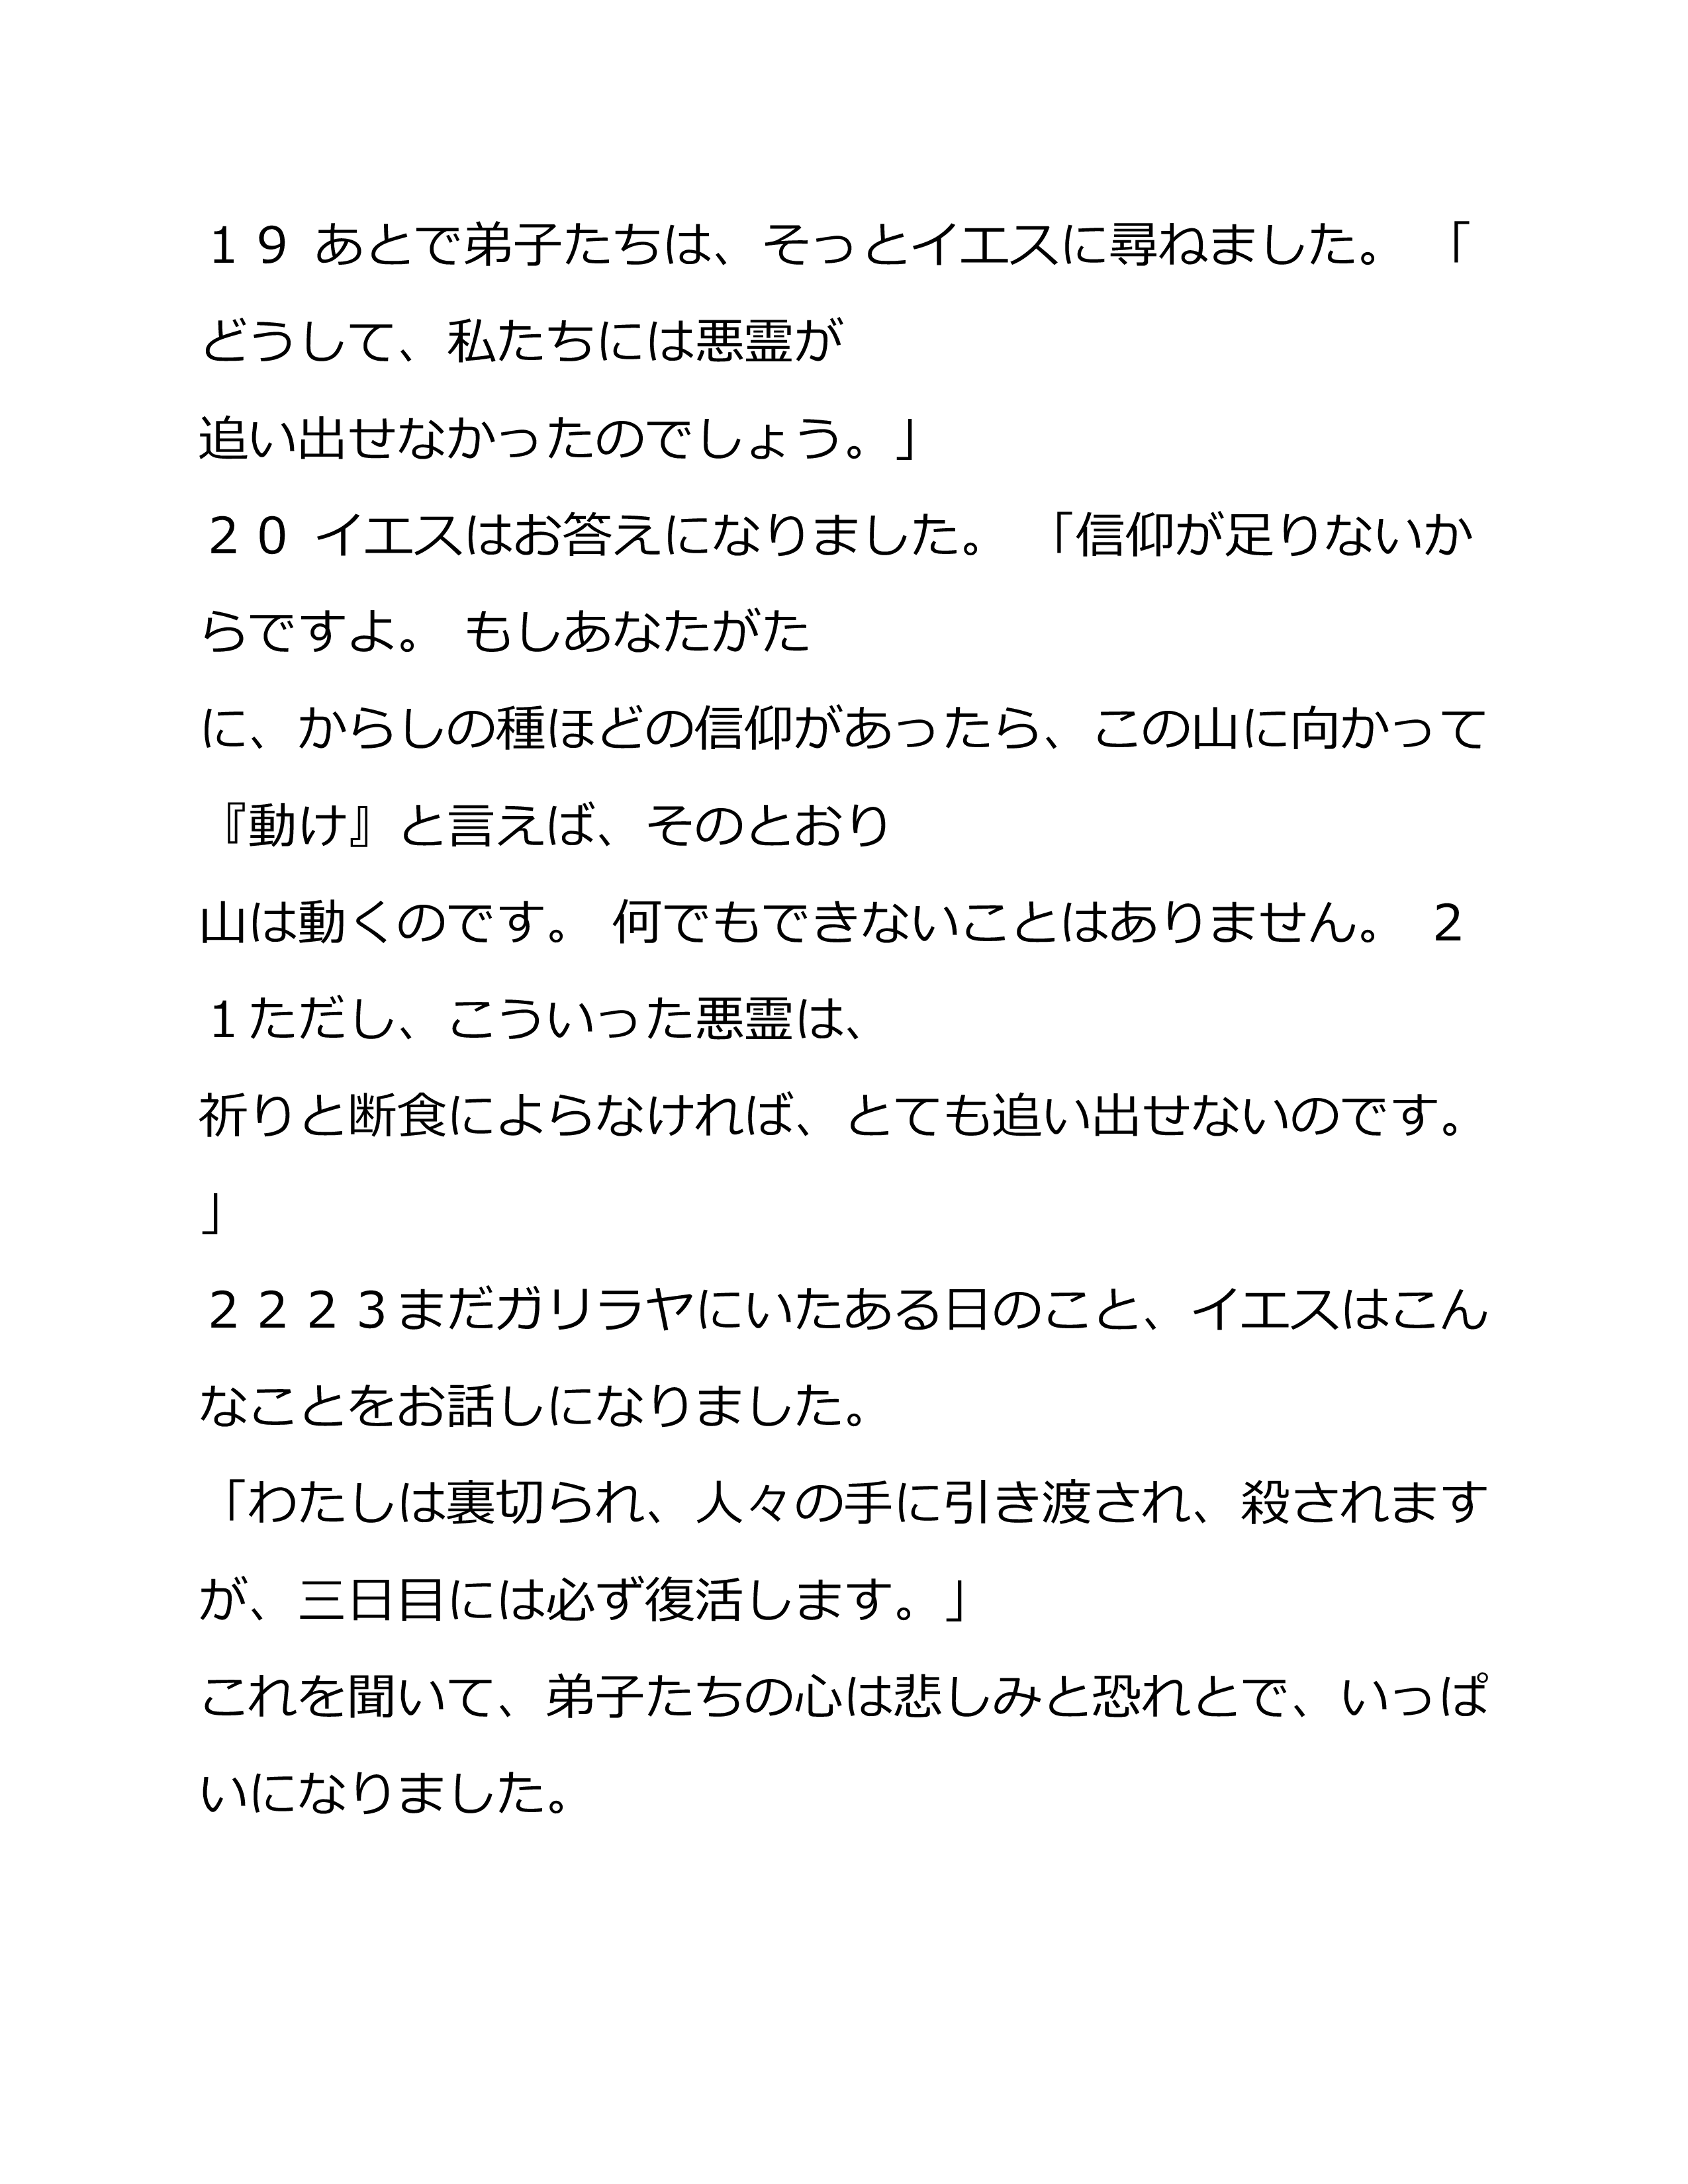 １９ あとで弟子たちは、そっとイエスに尋ねました。 「
どうして、私たちには悪霊が
追い出せなかったのでしょう。」
２０ イエスはお答えになりました。 「信仰が足りないか
らですよ。 もしあなたがた
に、からしの種ほどの信仰があったら、この山に向かって
『動け』と言えば、そのとおり
山は動くのです。 何でもできないことはありません。 ２
１ただし、こういった悪霊は、
祈りと断食によらなければ、とても追い出せないのです。
」
２２２３まだガリラヤにいたある日のこと、イエスはこん
なことをお話しになりました。
「わたしは裏切られ、人々の手に引き渡され、殺されます
が、三日目には必ず復活します。」
これを聞いて、弟子たちの心は悲しみと恐れとで、いっぱ
いになりました。